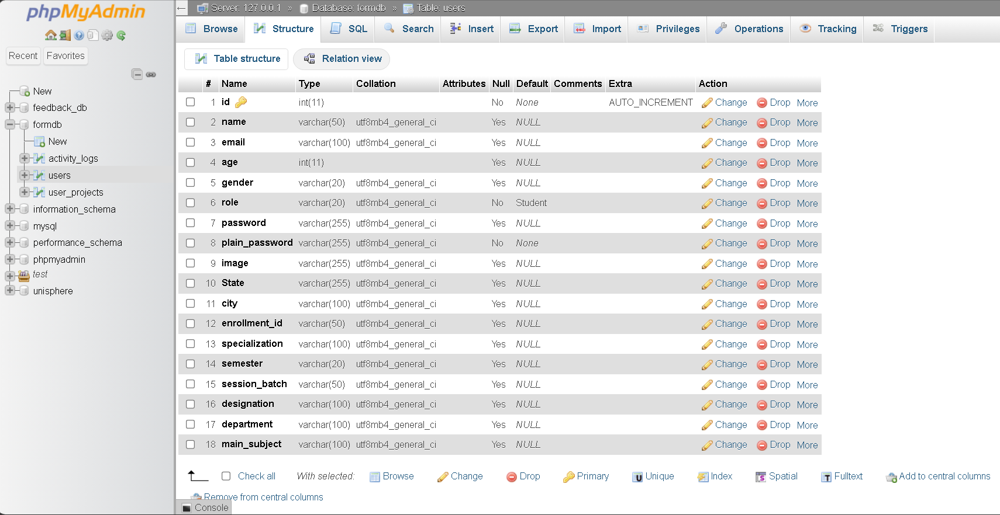 phpMyAdmin
Recent Favorites
New
feedback_db
formdb
New
activity_logs
users
user_projects
information_schema
mysql
performance_schema
phpmyadmin
test
unisphere
← Server: 127.0.0.1 » Database: formdb » Table: users
Browse Structure SQL Search Insert Export Import Privileges Operations Tracking Triggers
Table structure Relation view
# Name Type Collation Attributes Null Default Comments Extra Action
1 id int(11) No None AUTO_INCREMENT Change Drop More
2 name varchar(50) utf8mb4_general_ci Yes NULL Change Drop More
3 email varchar(100) utf8mb4_general_ci Yes NULL Change Drop More
4 age int(11) Yes NULL Change Drop More
5 gender varchar(20) utf8mb4_general_ci Yes NULL Change Drop More
6 role varchar(20) utf8mb4_general_ci No Student Change Drop More
7 password varchar(255) utf8mb4_general_ci Yes NULL Change Drop More
8 plain_password varchar(255) utf8mb4_general_ci No None Change Drop More
9 image varchar(255) utf8mb4_general_ci Yes NULL Change Drop More
10 State varchar(255) utf8mb4_general_ci Yes NULL Change Drop More
11 city varchar(100) utf8mb4_general_ci Yes NULL Change Drop More
12 enrollment_id varchar(50) utf8mb4_general_ci Yes NULL Change Drop More
13 specialization varchar(100) utf8mb4_general_ci Yes NULL Change Drop More
14 semester varchar(20) utf8mb4_general_ci Yes NULL Change Drop More
15 session_batch varchar(50) utf8mb4_general_ci Yes NULL Change Drop More
16 designation varchar(100) utf8mb4_general_ci Yes NULL Change Drop More
17 department varchar(100) utf8mb4_general_ci Yes NULL Change Drop More
18 main_subject varchar(100) utf8mb4_general_ci Yes NULL Change Drop More
Check all With selected: Browse Change Drop Primary Unique Index Spatial Fulltext Add to central columns
Remove from central columns
Console